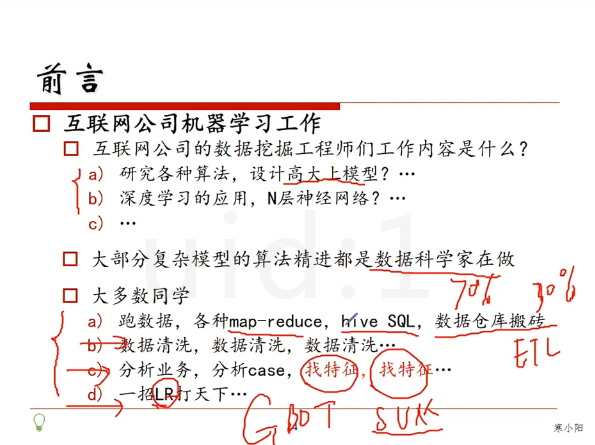 前言
互联网公司机器学习工作
互联网公司的数据挖掘工程师们工作内容是什么?
a) 研究各种算法，设计高大上模型? …
b) 深度学习的应用，N层神经网络? …
c) …
大部分复杂模型的算法精进都是数据科学家在做
大多数同学
70% 30%
a) 跑数据，各种map-reduce，hive SQL，数据仓库搬砖
ETL
b) 数据清洗，数据清洗，数据清洗…
c) 分析业务，分析case，找特征，找特征…
d) 一招LR打天下…
GBDT SVM
寒小阳
uid:1